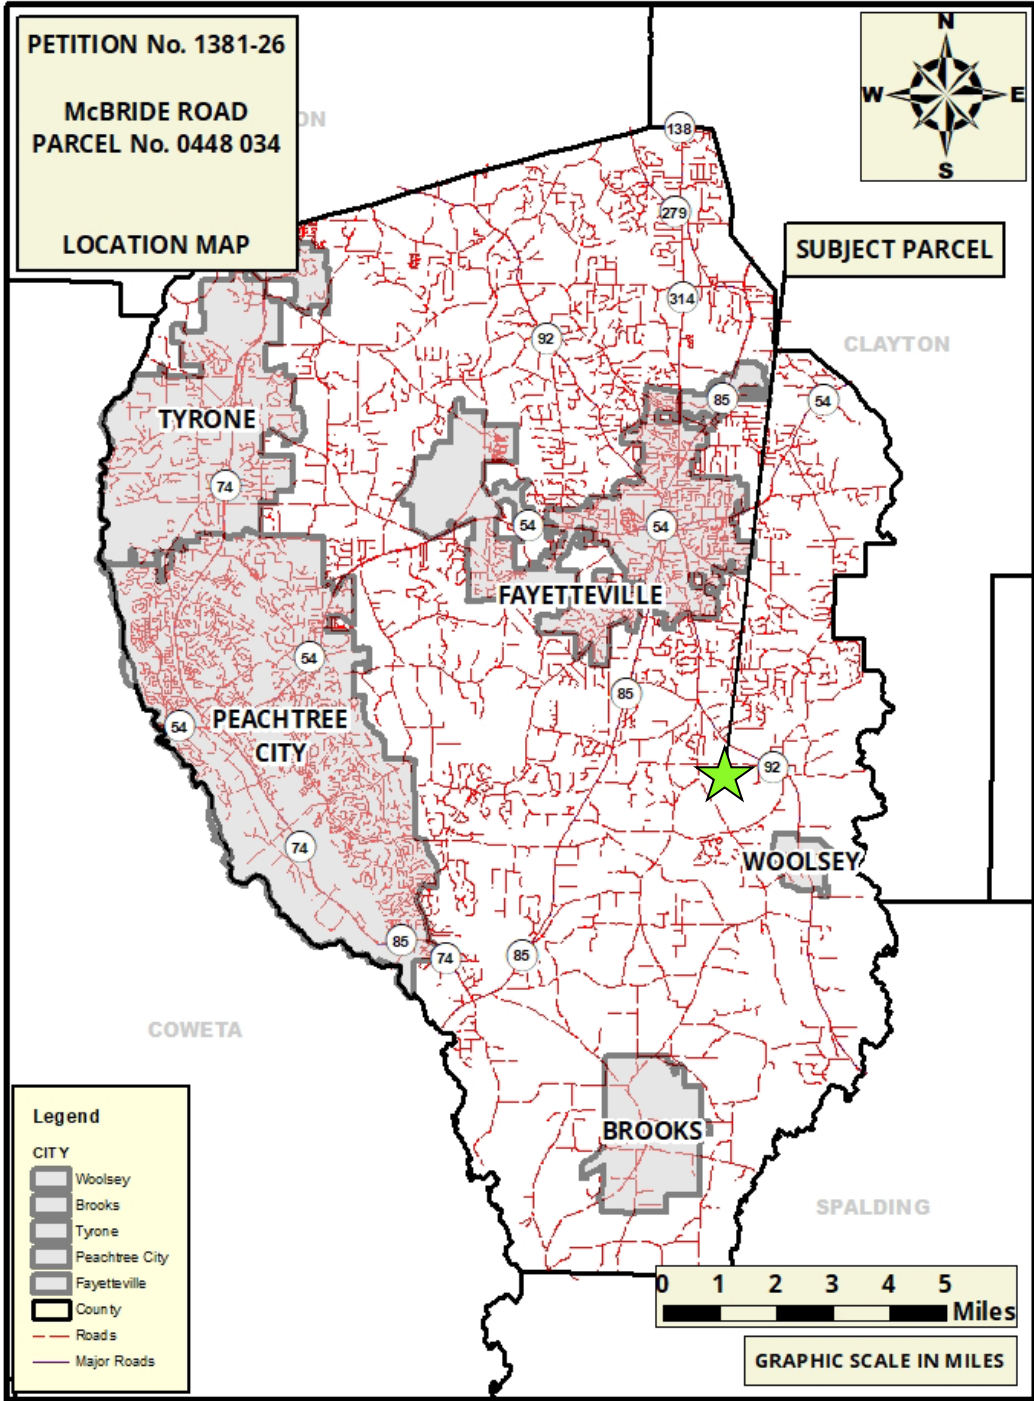 PETITION No. 1381-26
McBRIDE ROAD
PARCEL No. 0448 034
LOCATION MAP
N
W E
S
ON
138
279
SUBJECT PARCEL
314
92
CLAYTON
85
54
TYRONE
74
54
54
FAYETTEVILLE
54
85
PEACHTREE
CITY
54
92
74
WOOLSEY
85
74
85
COWETA
BROOKS
SPALDING
Legend
CITY
Woolsey
Brooks
Tyrone
Peachtree City
Fayetteville
County
Roads
Major Roads
0 1 2 3 4 5
Miles
GRAPHIC SCALE IN MILES